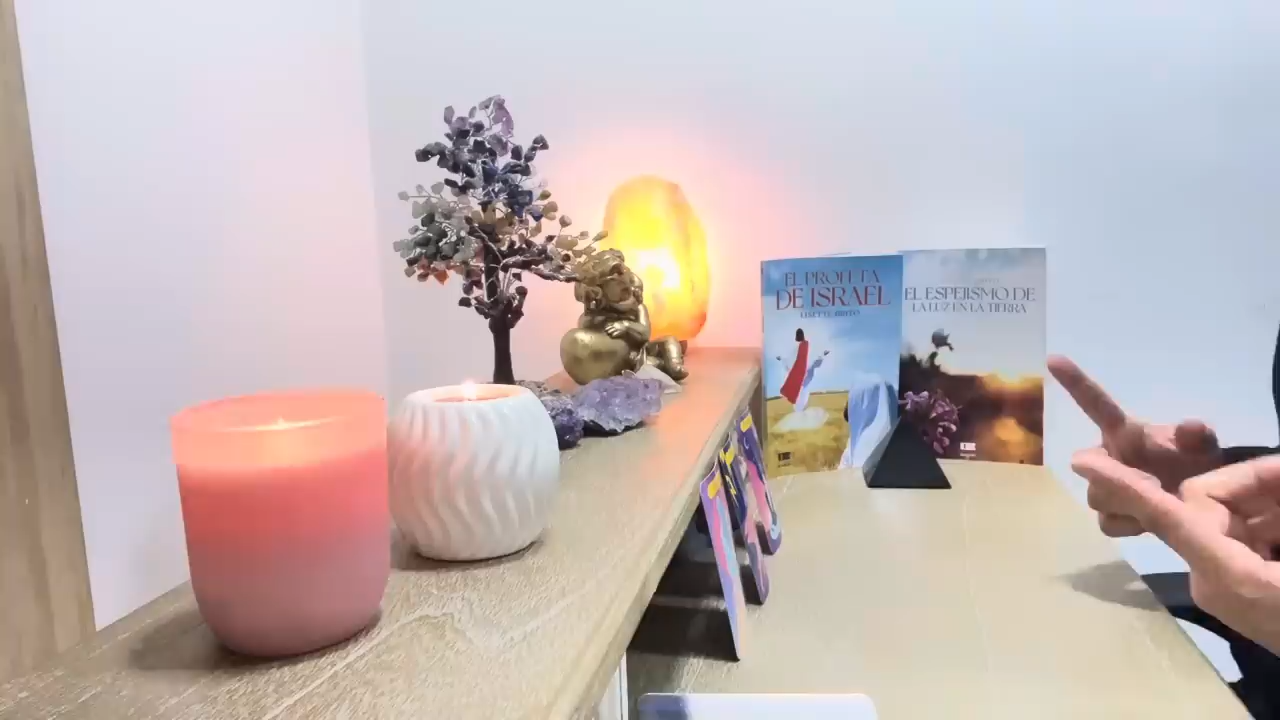 EL PROFETA
DE ISRAEL
EL ESPEJISMO DE
LA LUZ EN LA TIERRA